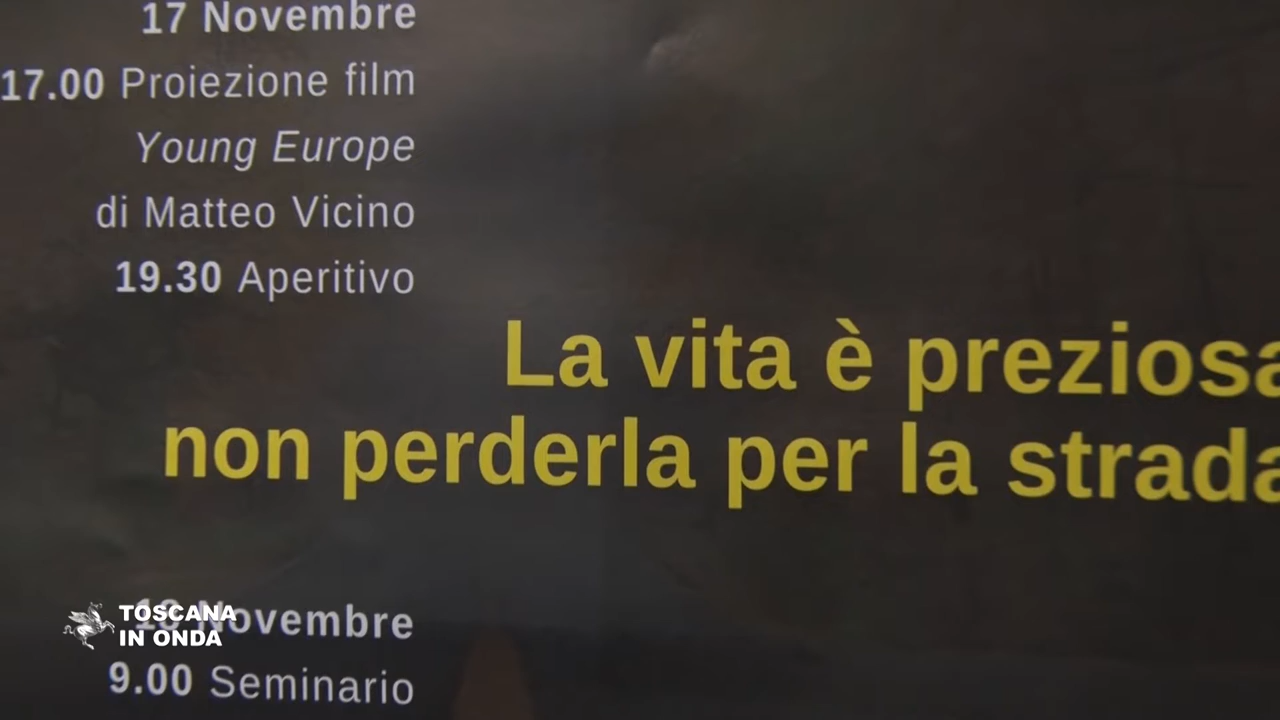 17 Novembre
17.00 Proiezione film
Young Europe
di Matteo Vicino
19.30 Aperitivo
La vita è preziosa
non perderla per la strada
Novembre
9.00 Seminario
TOSCANA
IN ONDA